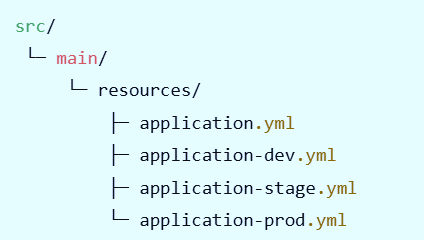 src/
└─ main/
└─ resources/
├─ application.yml
├─ application-dev.yml
├─ application-stage.yml
└─ application-prod.yml